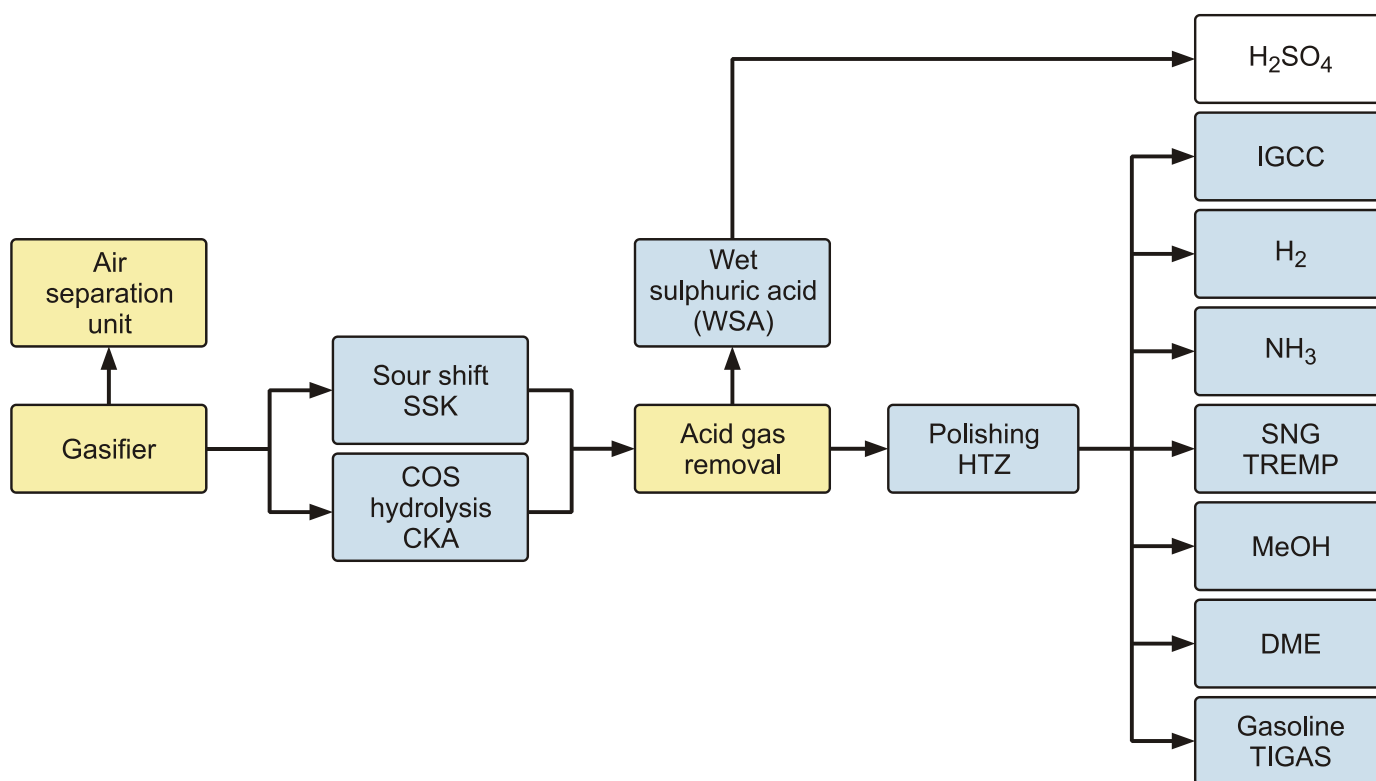 H₂SO₄
IGCC
Air
separation
unit
Wet
sulphuric acid
(WSA)
H₂
Sour shift
SSK
NH₃
Gasifier
Acid gas
removal
Polishing
HTZ
SNG
TREMP
COS
hydrolysis
CKA
MeOH
DME
Gasoline
TIGAS